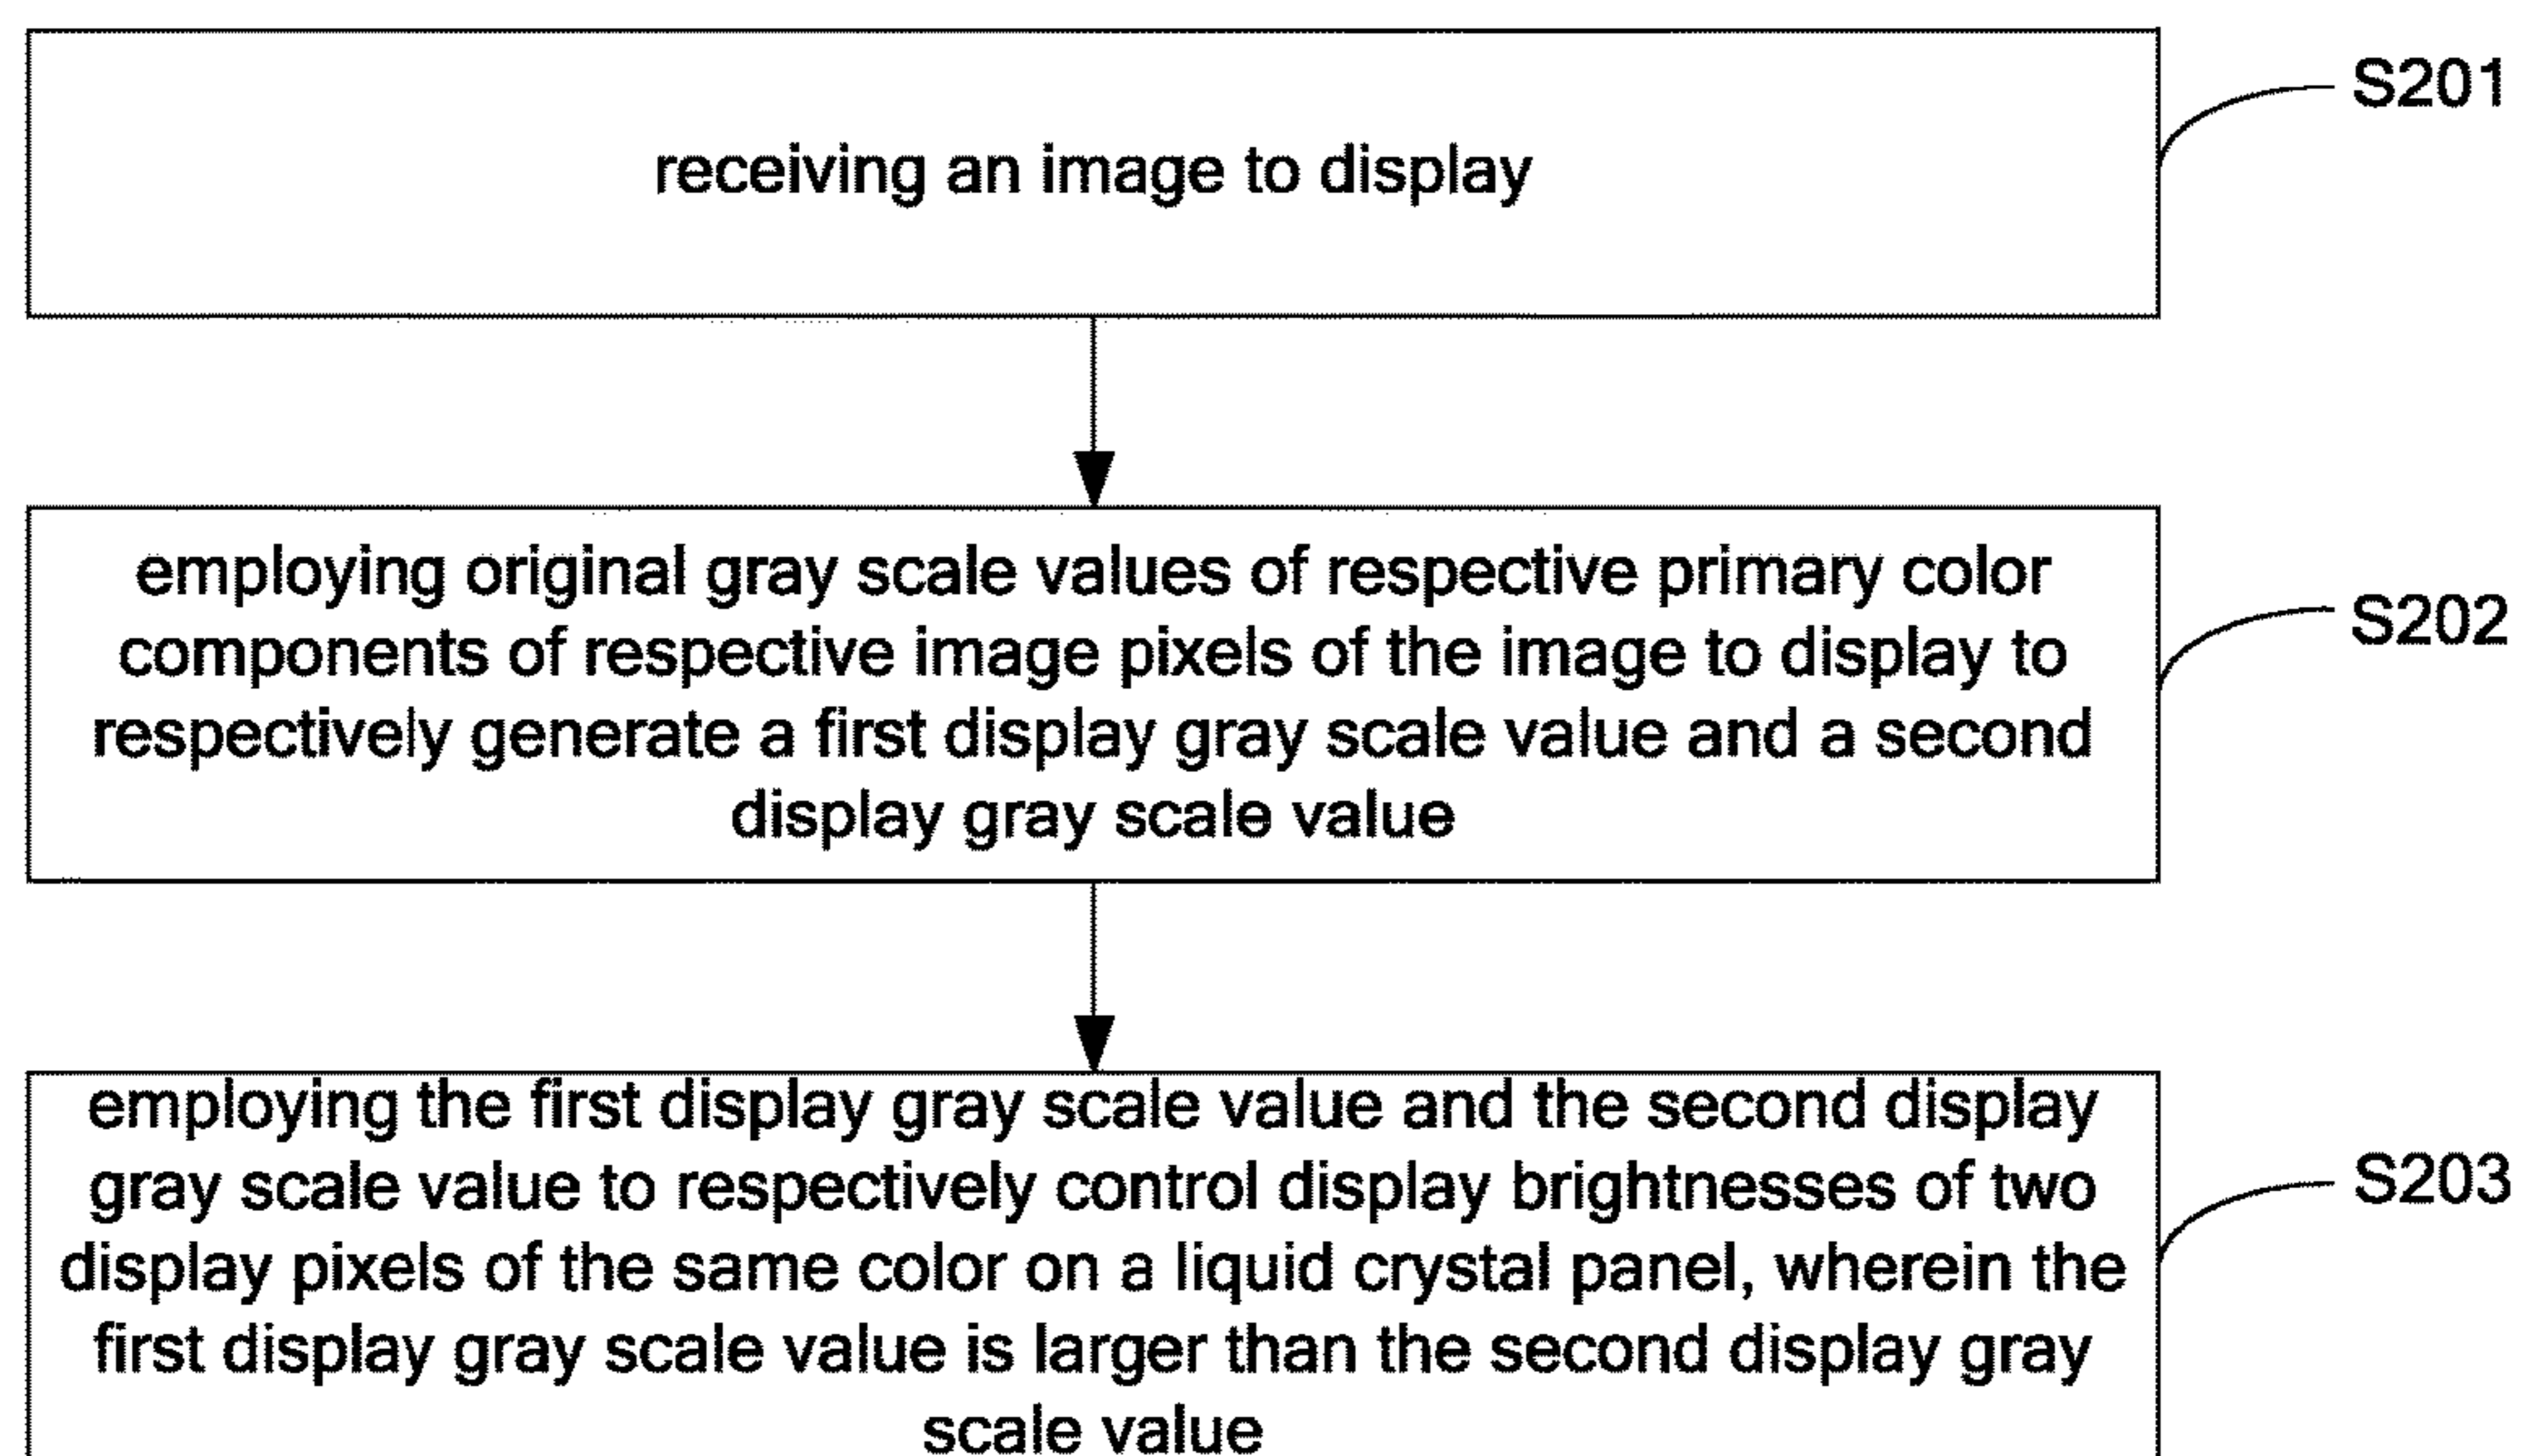 receiving an image to display
S201
employing original gray scale values of respective primary color
components of respective image pixels of the image to display to
respectively generate a first display gray scale value and a second
display gray scale value
S202
employing the first display gray scale value and the second display
gray scale value to respectively control display brightnesses of two
display pixels of the same color on a liquid crystal panel, wherein the
first display gray scale value is larger than the second display gray
scale value
S203